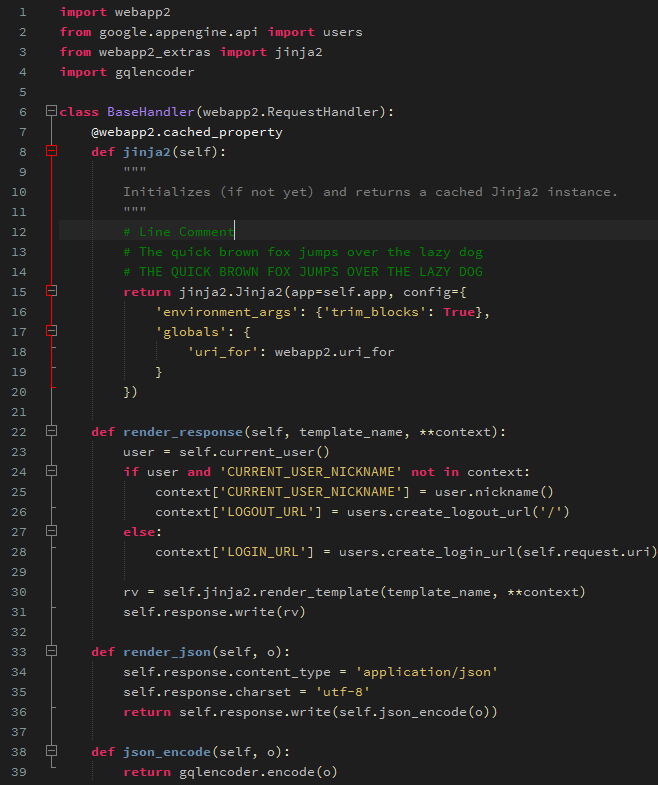 1 import webapp2
2 from google.appengine.api import users
3 from webapp2_extras import jinja2
4 import gqlencoder
5
6 class BaseHandler(webapp2.RequestHandler):
7     @webapp2.cached_property
8     def jinja2(self):
9         """
10         Initializes (if not yet) and returns a cached Jinja2 instance.
11         """
12         # Line Comment
13         # The quick brown fox jumps over the lazy dog
14         # THE QUICK BROWN FOX JUMPS OVER THE LAZY DOG
15         return jinja2.Jinja2(app=self.app, config={
16             'environment_args': {'trim_blocks': True},
17             'globals': {
18                 'uri_for': webapp2.uri_for
19             }
20         })
21
22     def render_response(self, template_name, **context):
23         user = self.current_user()
24         if user and 'CURRENT_USER_NICKNAME' not in context:
25             context['CURRENT_USER_NICKNAME'] = user.nickname()
26             context['LOGOUT_URL'] = users.create_logout_url('/')
27         else:
28             context['LOGIN_URL'] = users.create_login_url(self.request.uri)
29
30         rv = self.jinja2.render_template(template_name, **context)
31         self.response.write(rv)
32
33     def render_json(self, o):
34         self.response.content_type = 'application/json'
35         self.response.charset = 'utf-8'
36         return self.response.write(self.json_encode(o))
37
38     def json_encode(self, o):
39         return gqlencoder.encode(o)